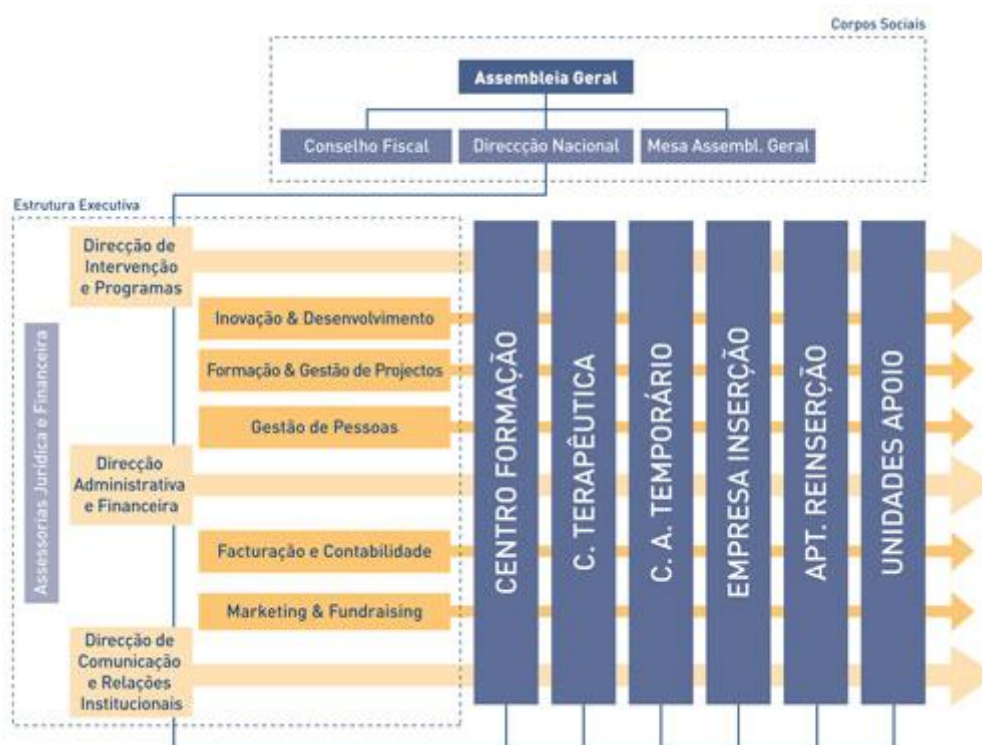 Corpos Sociais
Assembleia Geral
Conselho Fiscal
Direcção Nacional
Mesa Assembl. Geral
Estrutura Executiva
Assessorias Jurídica e Financeira
Direcção de
Intervenção
e Programas
Inovação & Desenvolvimento
Formação & Gestão de Projectos
Gestão de Pessoas
Direcção
Administrativa
e Financeira
Facturação e Contabilidade
Marketing & Fundraising
Direcção de
Comunicação
e Relações
Institucionais
CENTRO FORMAÇÃO
C. TERAPÊUTICA
C. A. TEMPORÁRIO
EMPRESA INSERÇÃO
APT. REINSERÇÃO
UNIDADES APOIO